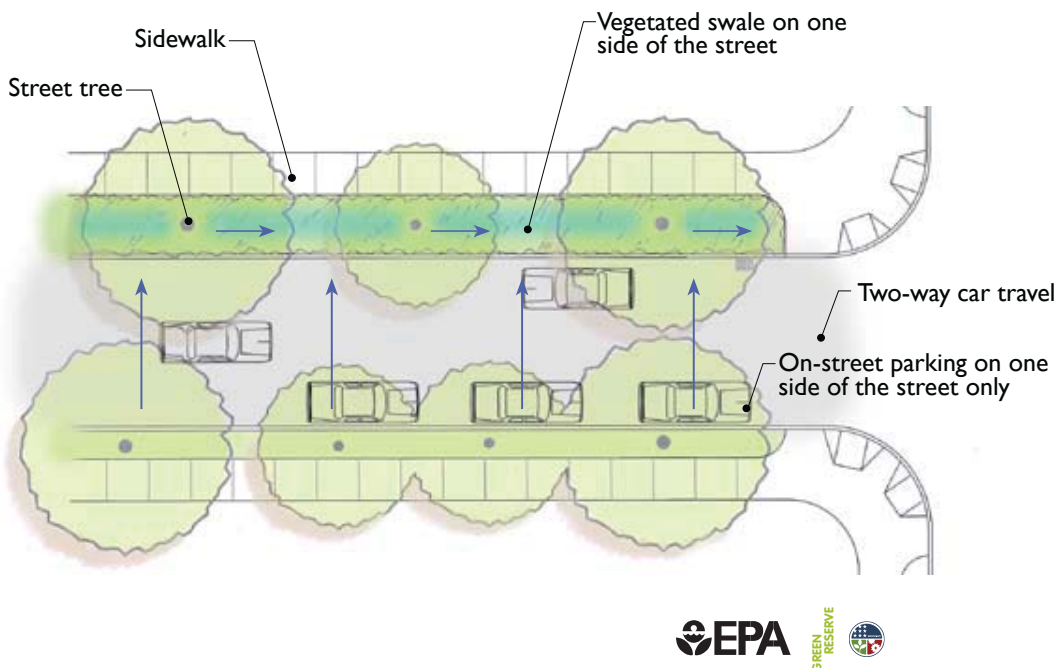 Vegetated swale on one
side of the street
Sidewalk
Street tree
Two-way car travel
On-street parking on one
side of the street only
EPA
GREEN
RESERVE